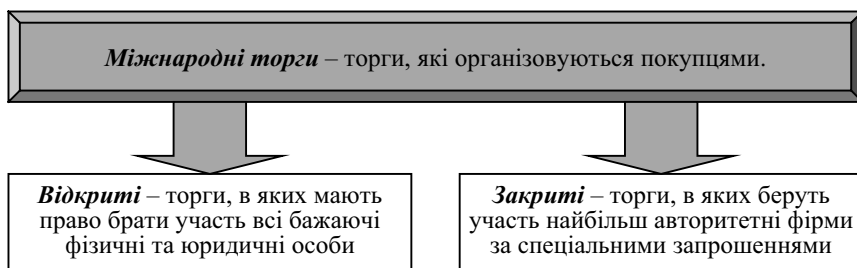 Міжнародні торги – торги, які організовуються покупцями.
Відкриті – торги, в яких мають
право брати участь всі бажаючі
фізичні та юридичні особи
Закриті – торги, в яких беруть
участь найбільш авторитетні фірми
за спеціальними запрошеннями